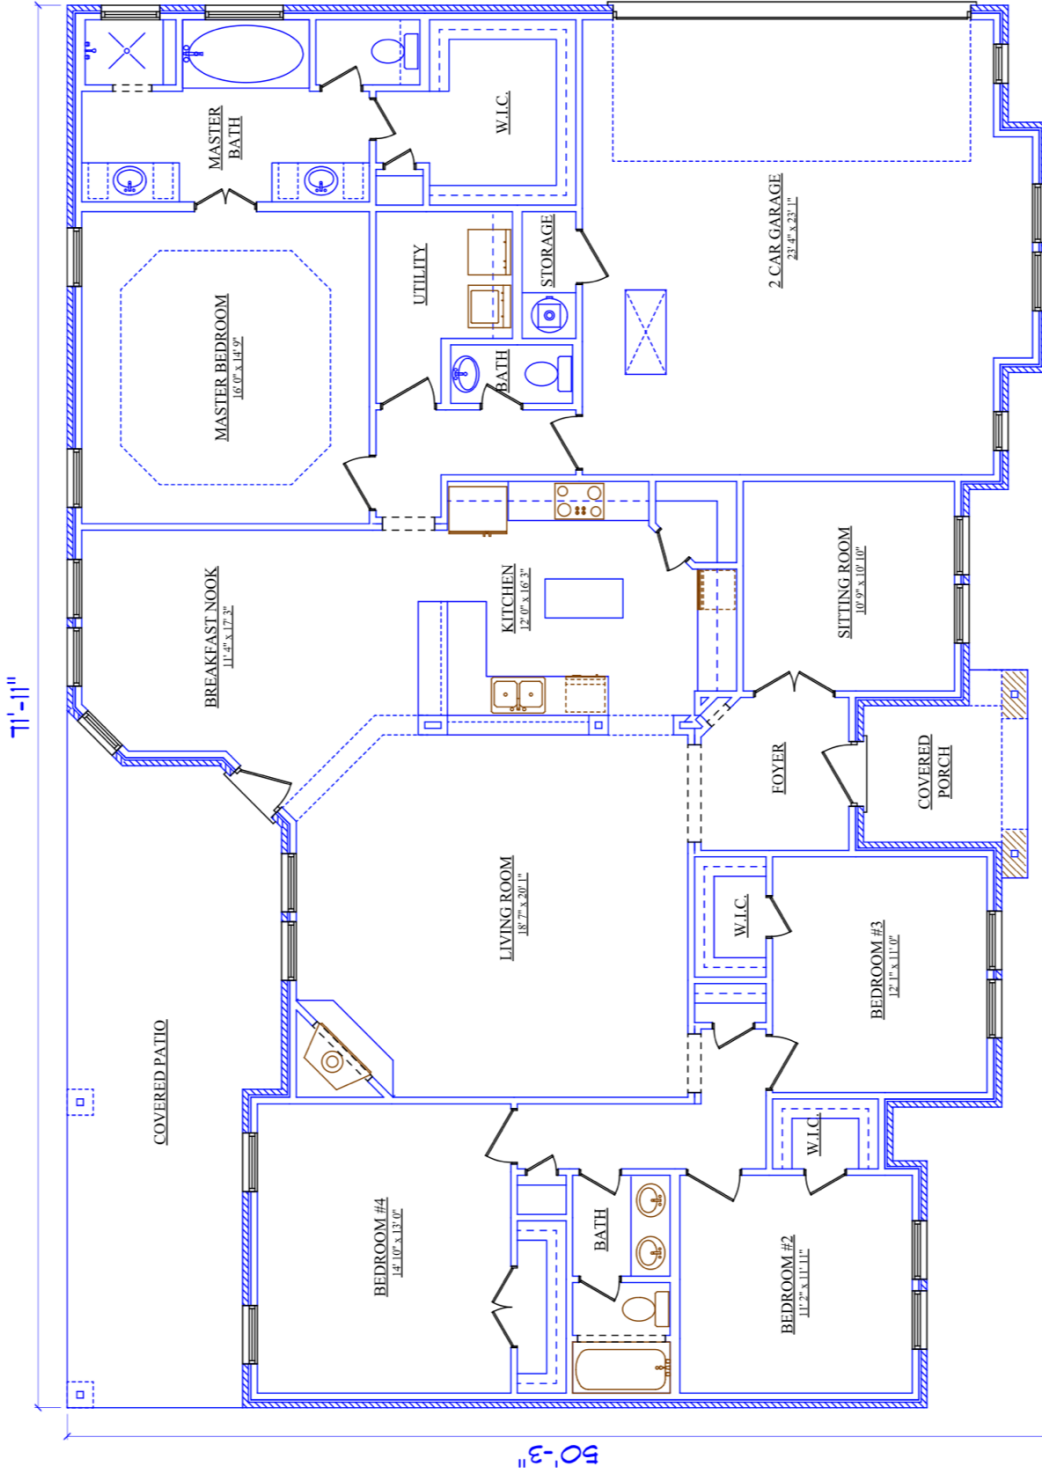 71'-11"
50'-3"
COVERED PATIO
BREAKFAST NOOK
11' 4" x 17' 3"
MASTER BEDROOM
16' 0" x 14' 9"
MASTER
BATH
BEDROOM #4
14' 10" x 13' 0"
LIVING ROOM
18' 7" x 20' 1"
KITCHEN
12' 0" x 16' 3"
UTILITY
W.I.C.
BATH
STORAGE
BATH
W.I.C.
FOYER
SITTING ROOM
10' 9" x 10' 10"
2 CAR GARAGE
23' 4" x 23' 1"
BEDROOM #2
11' 2" x 11' 11"
W.I.C.
BEDROOM #3
12' 1" x 11' 0"
COVERED
PORCH